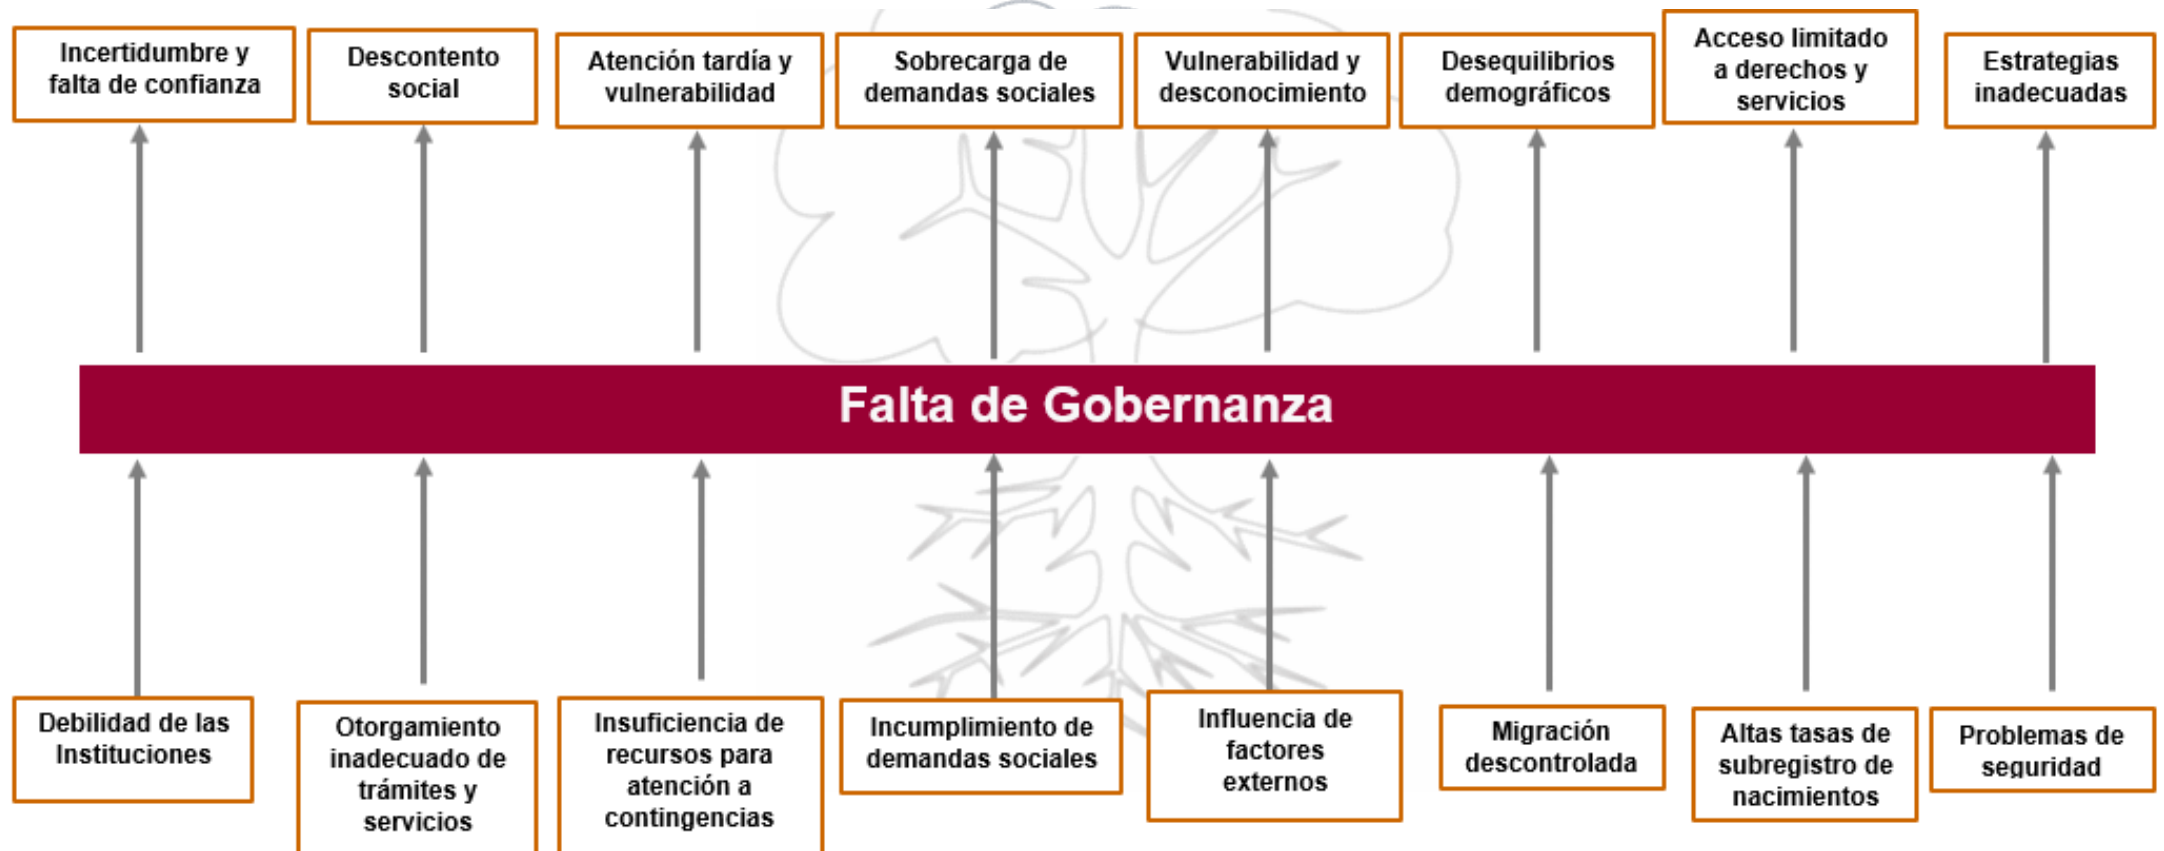 Incertidumbre y
falta de confianza
Descontento
social
Atención tardía y
vulnerabilidad
Sobrecarga de
demandas sociales
Vulnerabilidad y
desconocimiento
Desequilibrios
demográficos
Acceso limitado
a derechos y
servicios
Estrategias
inadecuadas
Falta de Gobernanza
Debilidad de las
Instituciones
Otorgamiento
inadecuado de
trámites y
servicios
Insuficiencia de
recursos para
atención a
contingencias
Incumplimiento de
demandas sociales
Influencia de
factores
externos
Migración
descontrolada
Altas tasas de
subregistro de
nacimientos
Problemas de
seguridad